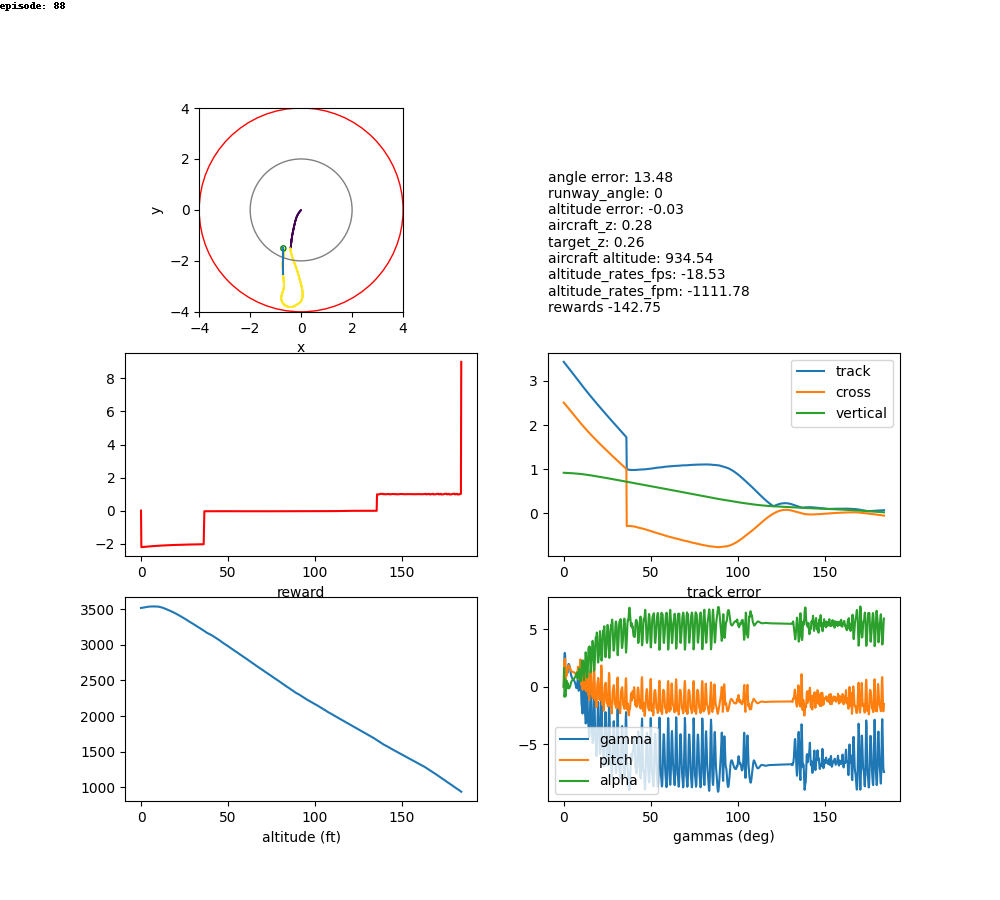 episode: 88
4
2
0
−2
−4
y
−4 −2 0 2 4
x
angle error: 13.48
runway_angle: 0
altitude error: -0.03
aircraft_z: 0.28
target_z: 0.26
aircraft altitude: 934.54
altitude_rates_fps: -18.53
altitude_rates_fpm: -1111.78
rewards -142.75
8
6
4
2
0
−2
0 50 100 150
reward
3
2
1
0
track
cross
vertical
0 50 100 150
track error
3500
3000
2500
2000
1500
1000
0 50 100 150
altitude (ft)
5
0
−5
gamma
pitch
alpha
0 50 100 150
gammas (deg)